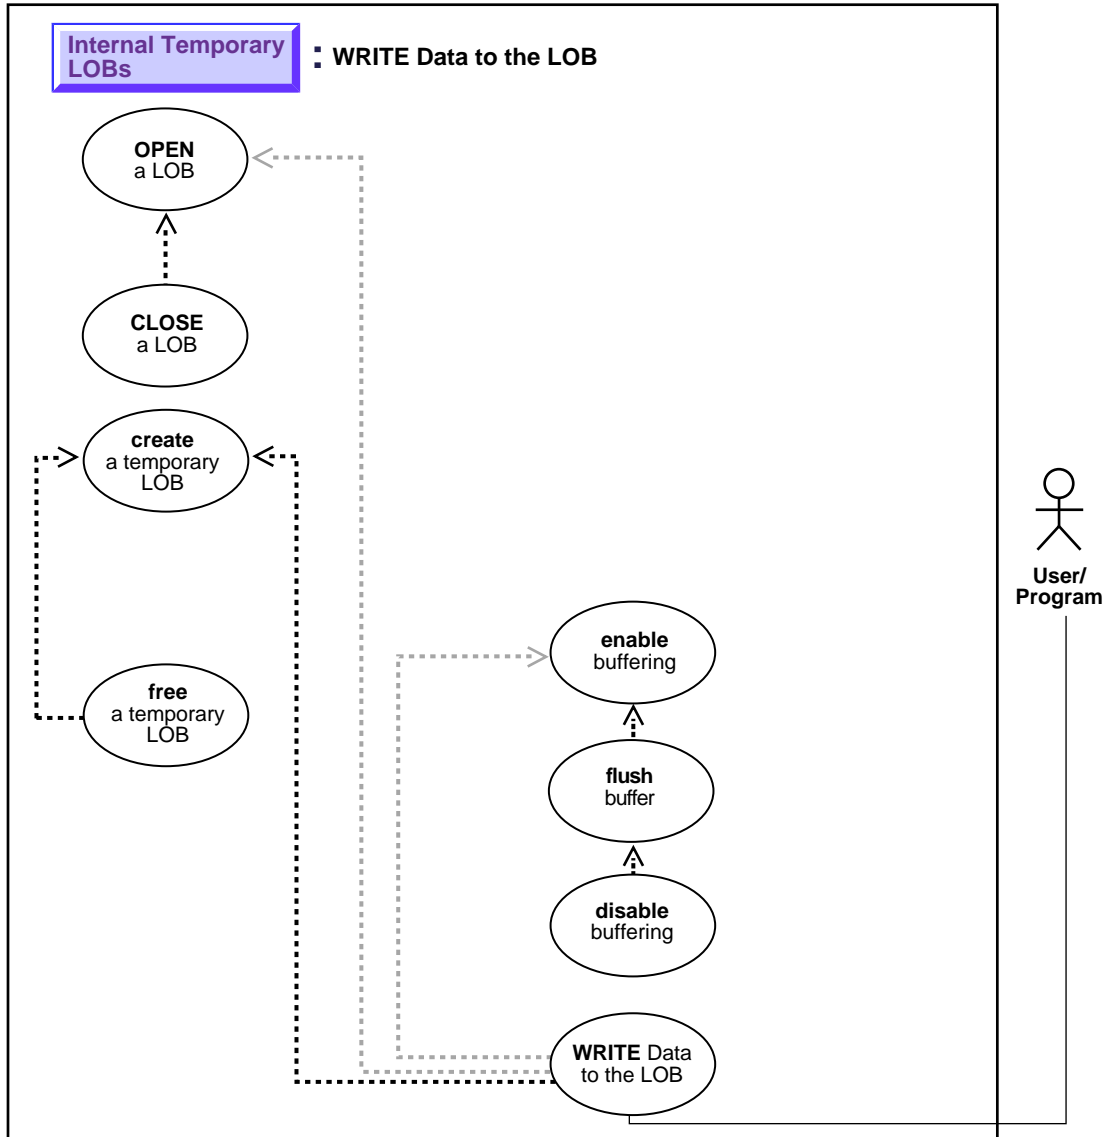 Internal Temporary
LOBs
: WRITE Data to the LOB
OPEN
a LOB
CLOSE
a LOB
create
a temporary
LOB
User/
Program
enable
buffering
free
a temporary
LOB
flush
buffer
disable
buffering
WRITE Data
to the LOB